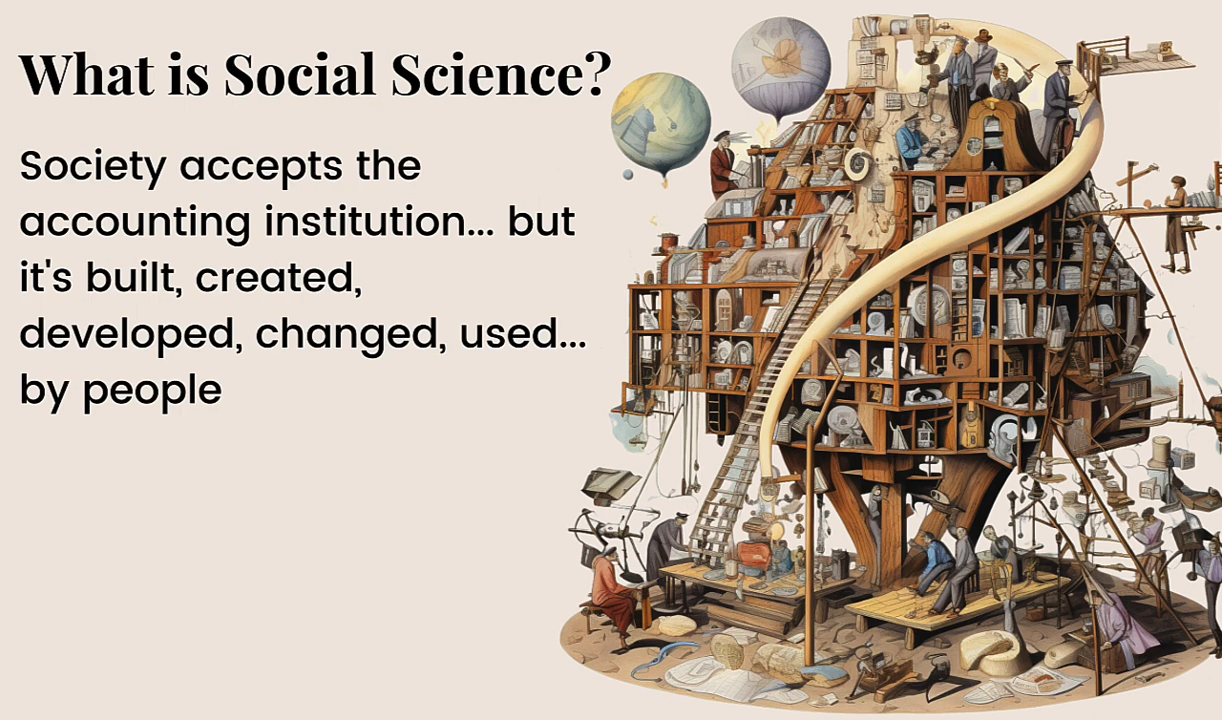 What is Social Science?
Society accepts the
accounting institution... but
it's built, created,
developed, changed, used...
by people